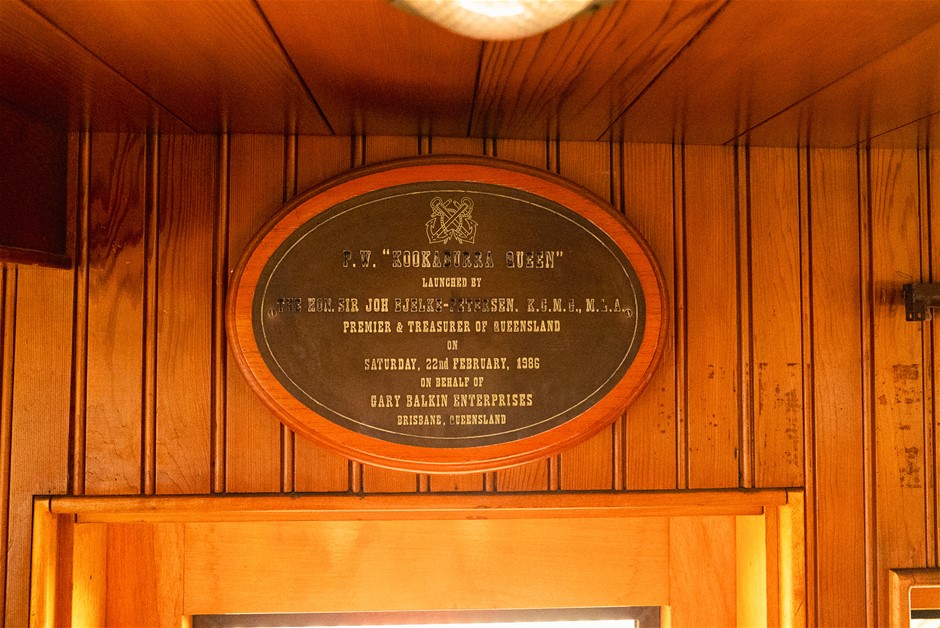 P.W. "KOOKABURRA QUEEN"
LAUNCHED BY
THE HON. SIR JOH BJELKE-PETERSEN. K.C.M.G., M.L.A.,
PREMIER & TREASURER OF QUEENSLAND
ON
SATURDAY, 22nd FEBRUARY, 1986
ON BEHALF OF
GARY BALKIN ENTERPRISES
BRISBANE, QUEENSLAND